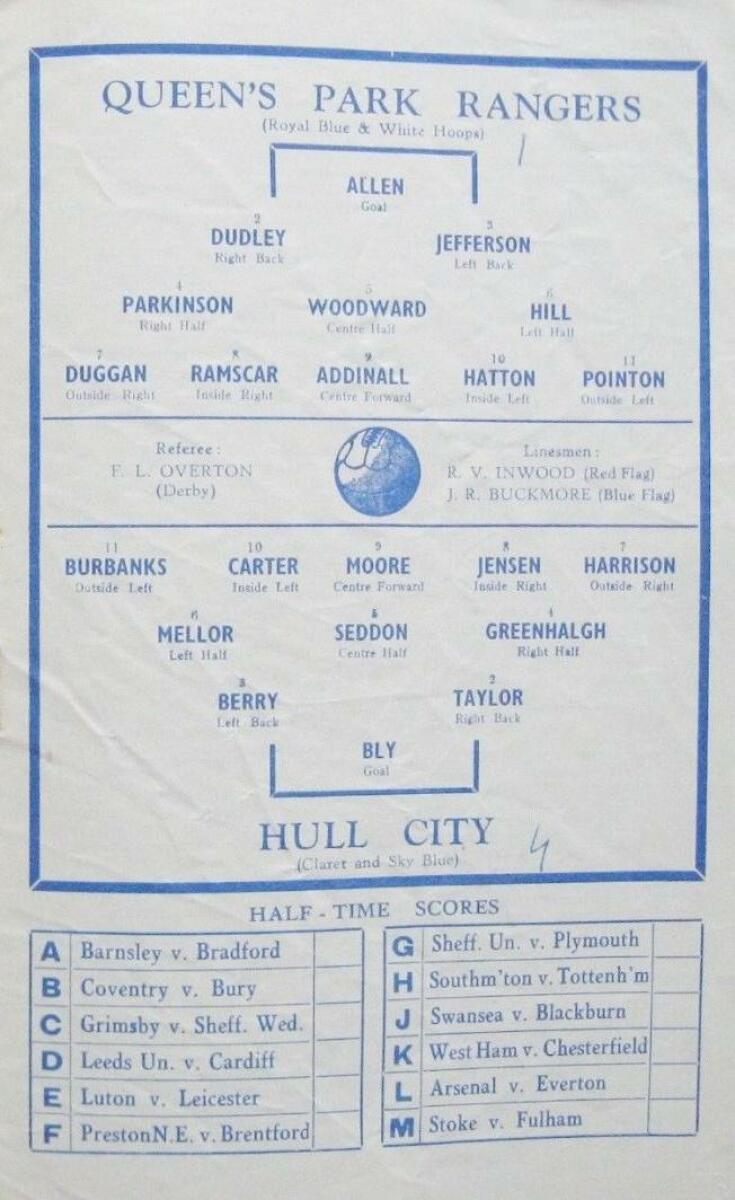 QUEEN'S PARK RANGERS
(Royal Blue & White Hoops)
1
ALLEN
Goal
2 3
DUDLEY JEFFERSON
Right Back Left Back
4 5 6
PARKINSON WOODWARD HILL
Right Half Centre Half Left Half
7 8 9 10 11
DUGGAN RAMSCAR ADDINALL HATTON POINTON
Outside Right Inside Right Centre Forward Inside Left Outside Left
Referee : Linesmen :
F. L. OVERTON R. V. INWOOD (Red Flag)
(Derby) J. R. BUCKMORE (Blue Flag)
11 10 9 8 7
BURBANKS CARTER MOORE JENSEN HARRISON
Outside Left Inside Left Centre Forward Inside Right Outside Right
6 4
MELLOR SEDDON GREENHALGH
Left Half Centre Half Right Half
3 2
BERRY TAYLOR
Left Back Right Back
BLY
Goal
HULL CITY
4
(Claret and Sky Blue)
HALF-TIME SCORES
A Barnsley v. Bradford
B Coventry v. Bury
C Grimsby v. Sheff. Wed.
D Leeds Un. v. Cardiff
E Luton v. Leicester
F Preston N.E. v. Brentford
G Sheff. Un. v. Plymouth
H Southm'ton v. Tottenh'm
J Swansea v. Blackburn
K West Ham v. Chesterfield
L Arsenal v. Everton
M Stoke v. Fulham